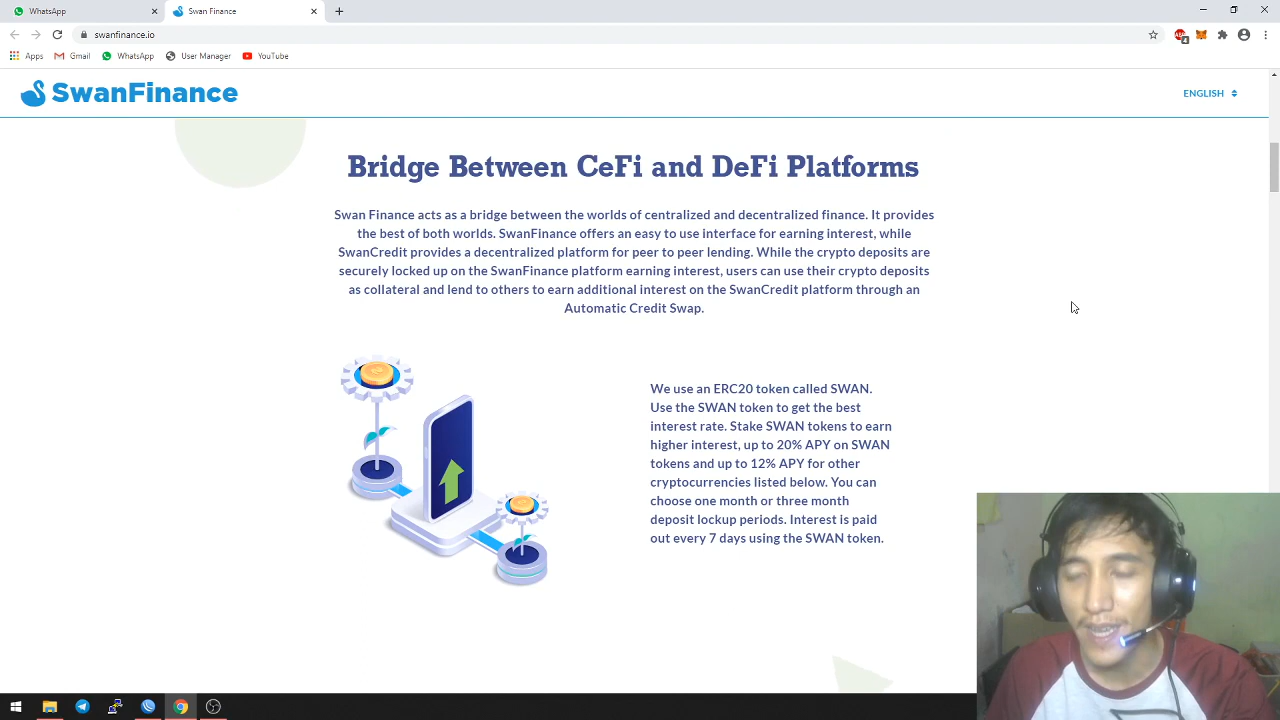 WhatsApp
Swan Finance
swanfinance.io
Apps
Gmail
WhatsApp
User Manager
YouTube
SwanFinance
ENGLISH
Bridge Between CeFi and DeFi Platforms
Swan Finance acts as a bridge between the worlds of centralized and decentralized finance. It provides
the best of both worlds. SwanFinance offers an easy to use interface for earning interest, while
SwanCredit provides a decentralized platform for peer to peer lending. While the crypto deposits are
securely locked up on the SwanFinance platform earning interest, users can use their crypto deposits
as collateral and lend to others to earn additional interest on the SwanCredit platform through an
Automatic Credit Swap.
We use an ERC20 token called SWAN.
Use the SWAN token to get the best
interest rate. Stake SWAN tokens to earn
higher interest, up to 20% APY on SWAN
tokens and up to 12% APY for other
cryptocurrencies listed below. You can
choose one month or three month
deposit lockup periods. Interest is paid
out every 7 days using the SWAN token.